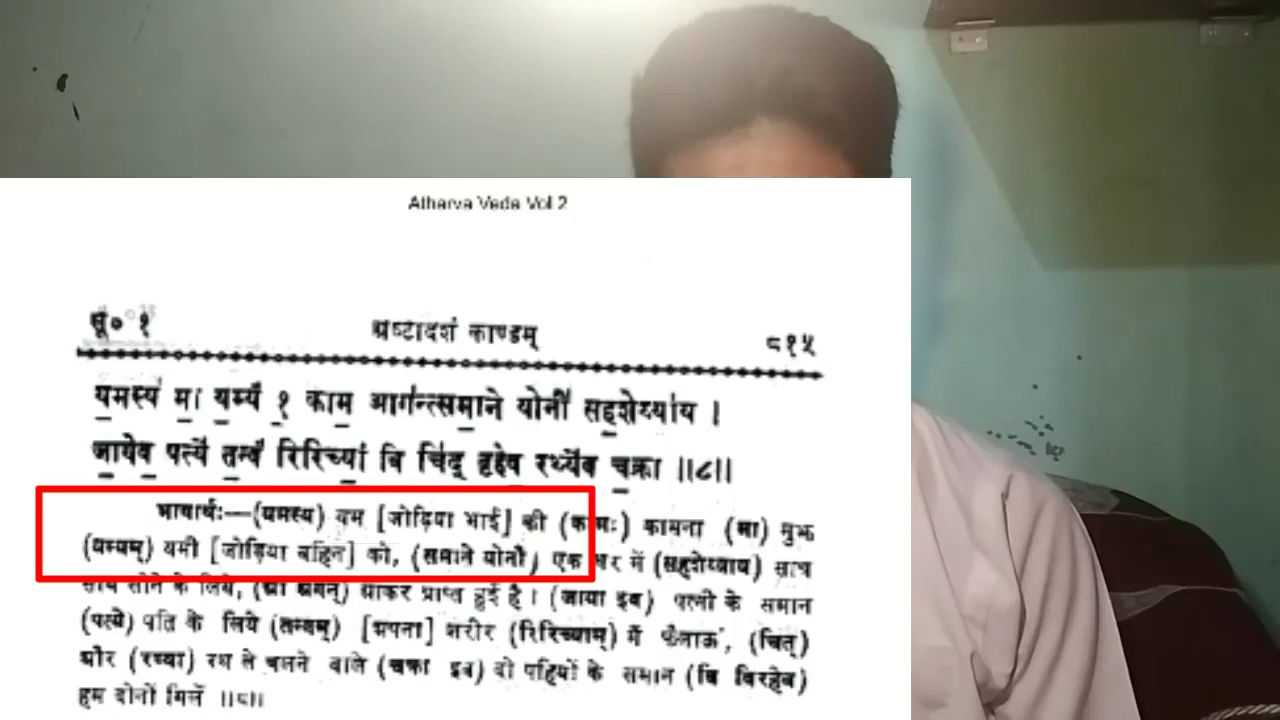 Atharva Veda Vol 2
सू० १ अष्टादशं काण्डम् ८१५
यमस्य मा यम्यं १ काम आगन्त्समाने योनौ सहशेय्याय ।
जायेव पत्ये तन्वं रिरिच्यां वि चिद् वृहेव रथ्येव चक्रा ॥८॥
भाषार्थः—(यमस्य) यम [जोड़िया भाई] की (कामः) कामना (मा) मुझ
(यम्यम्) यमी [जोड़िया बहिन] को, (समाने योनौ) एक घर में (सहशेय्याय) साथ
साथ सोने के लिये, (आ अगन्) आकर प्राप्त हुई है । (जाया इव) पत्नी के समान
(पत्ये) पति के लिये (तन्वम्) [अपना] शरीर (रिरिच्याम्) मैं फैलाऊं, (चित्)
और (रथ्या) रथ ले चलने वाले (चक्रा इव) दो पहियों के समान (वि विरहेव)
हम दोनों मिलें ॥८॥